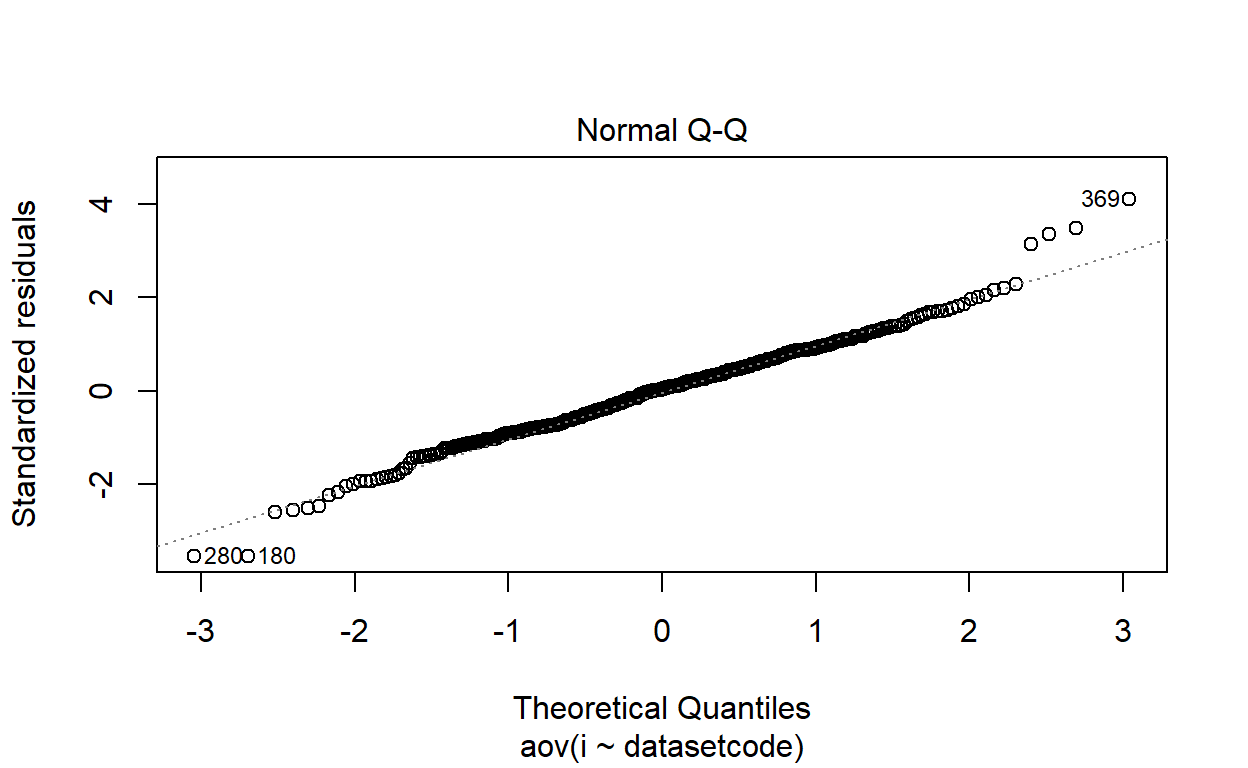 Normal Q-Q
Standardized residuals
4
2
0
-2
369
280
180
-3 -2 -1 0 1 2 3
Theoretical Quantiles
aov(i ~ datasetcode)